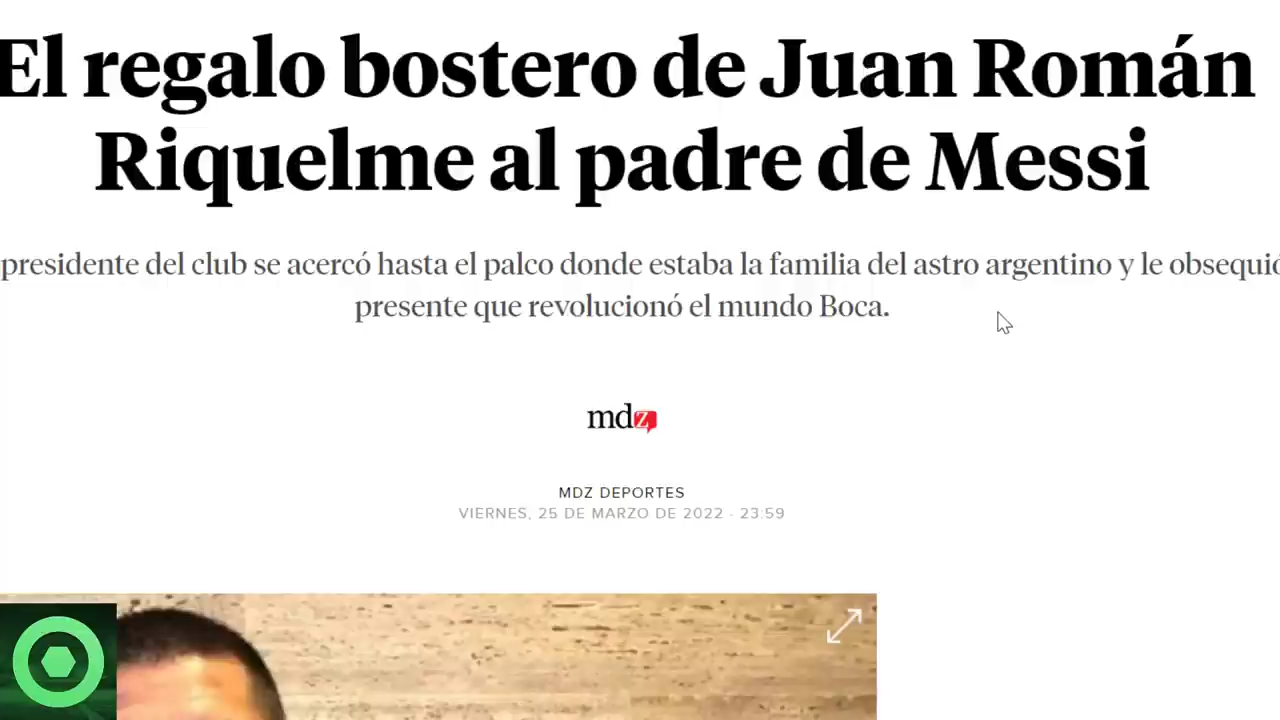 El regalo bostero de Juan Román
Riquelme al padre de Messi
presidente del club se acercó hasta el palco donde estaba la familia del astro argentino y le obsequió
presente que revolucionó el mundo Boca.
mdz
MDZ DEPORTES
VIERNES, 25 DE MARZO DE 2022 - 23:59